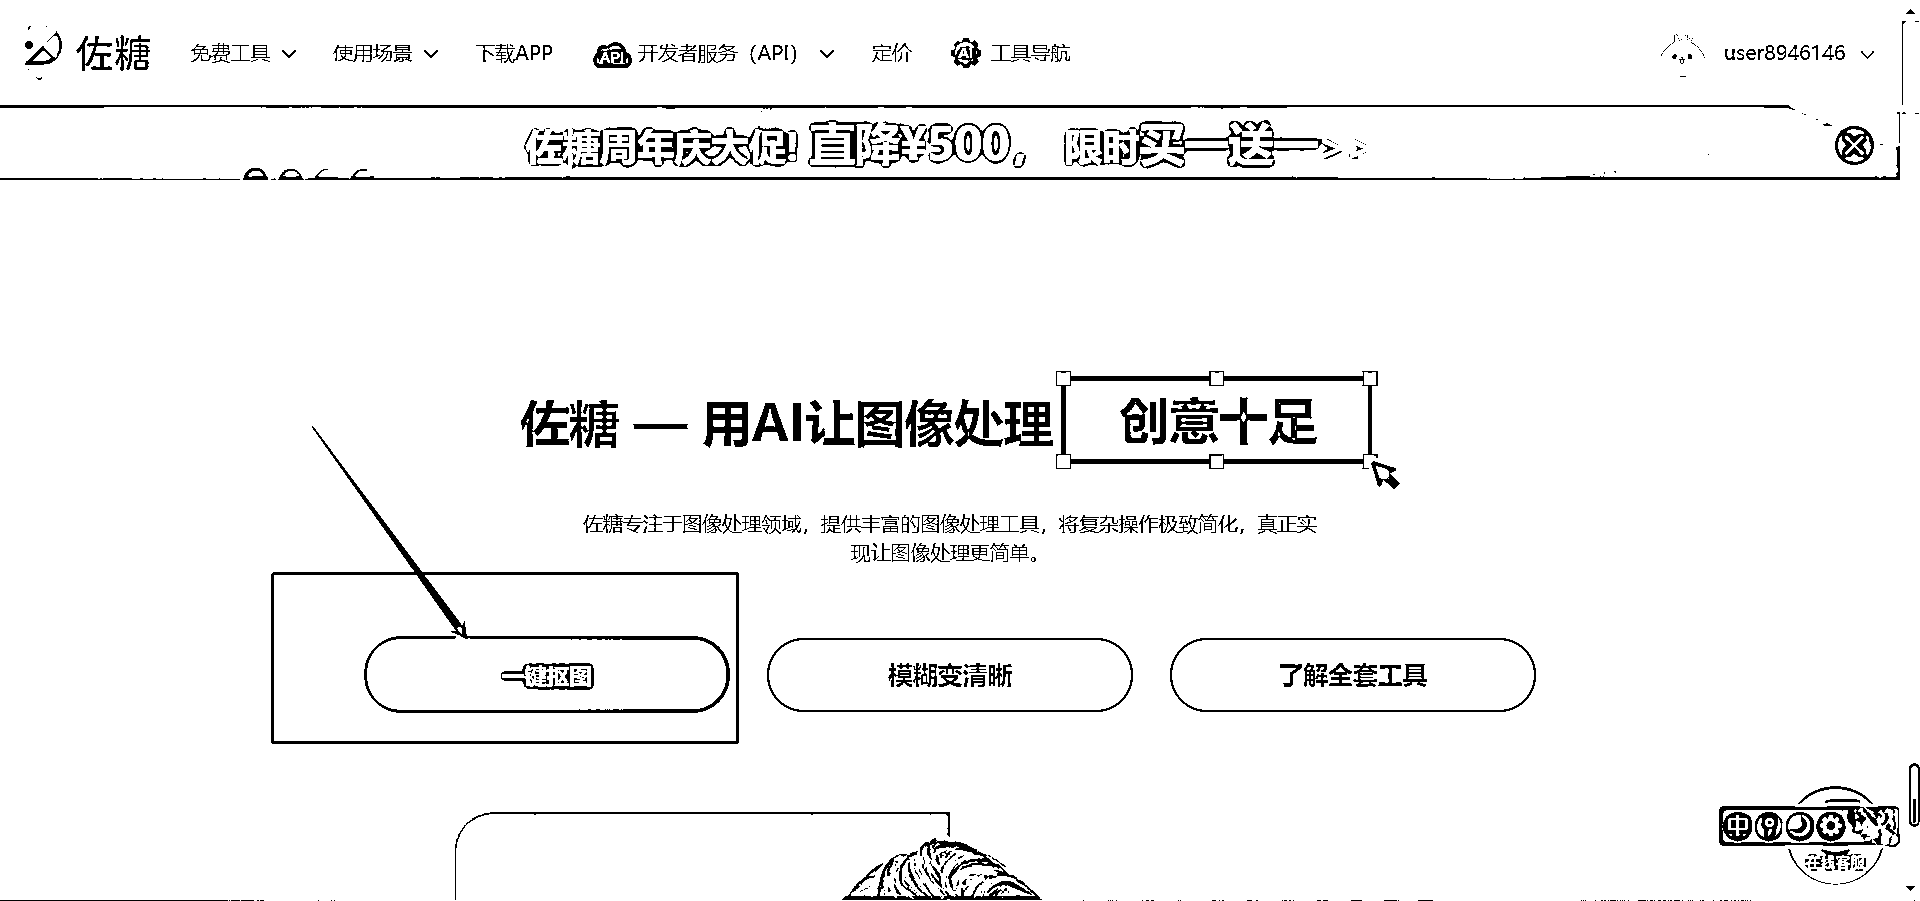 佐糖 免费工具 使用场景 下载APP API 开发者服务（API） 定价 AI 工具导航 user8946146
佐糖周年庆大促! 直降¥500。 限时买一送一
佐糖 — 用AI让图像处理 创意十足
佐糖专注于图像处理领域，提供丰富的图像处理工具，将复杂操作极致简化，真正实
现让图像处理更简单。
一键抠图 模糊变清晰 了解全套工具
中
在线客服